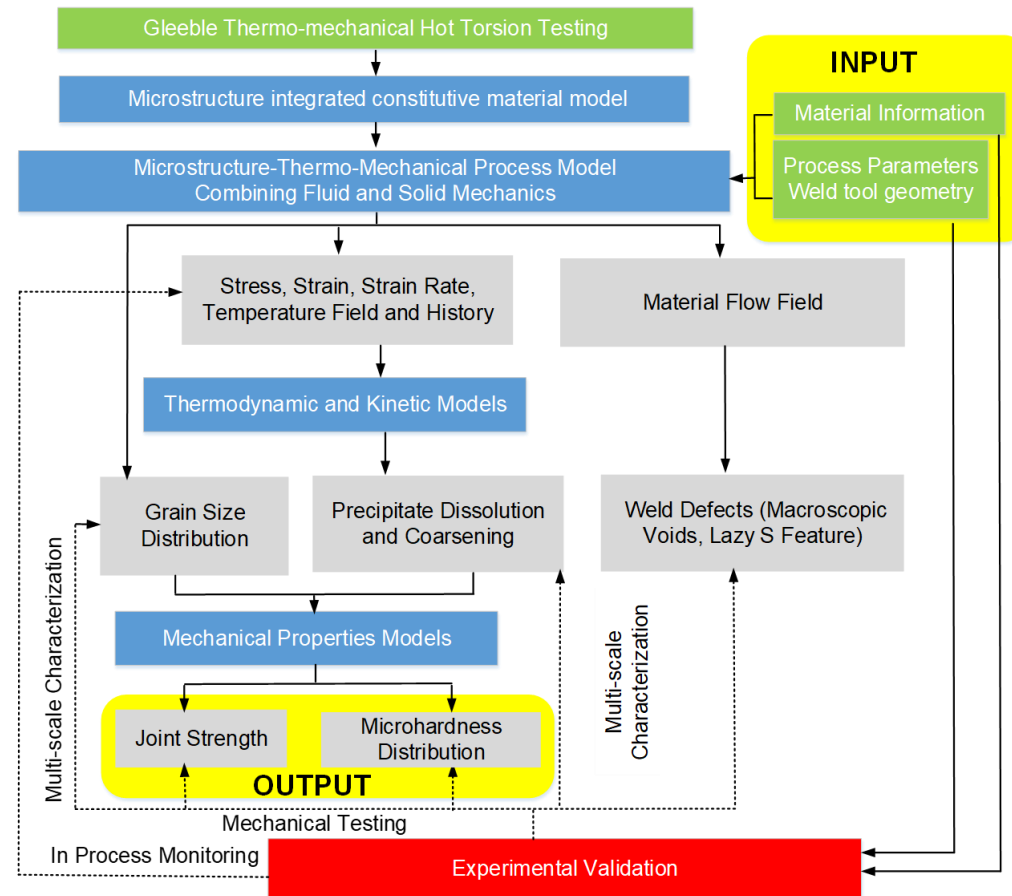 Gleeble Thermo-mechanical Hot Torsion Testing
INPUT
Microstructure integrated constitutive material model
Material Information
Microstructure-Thermo-Mechanical Process Model
Combining Fluid and Solid Mechanics
Process Parameters
Weld tool geometry
Stress, Strain, Strain Rate,
Temperature Field and History
Material Flow Field
Thermodynamic and Kinetic Models
Grain Size
Distribution
Precipitate Dissolution
and Coarsening
Weld Defects (Macroscopic
Voids, Lazy S Feature)
Multi-scale Characterization
Mechanical Properties Models
Multi-scale
Characterization
Joint Strength
Microhardness
Distribution
OUTPUT
Mechanical Testing
In Process Monitoring
Experimental Validation